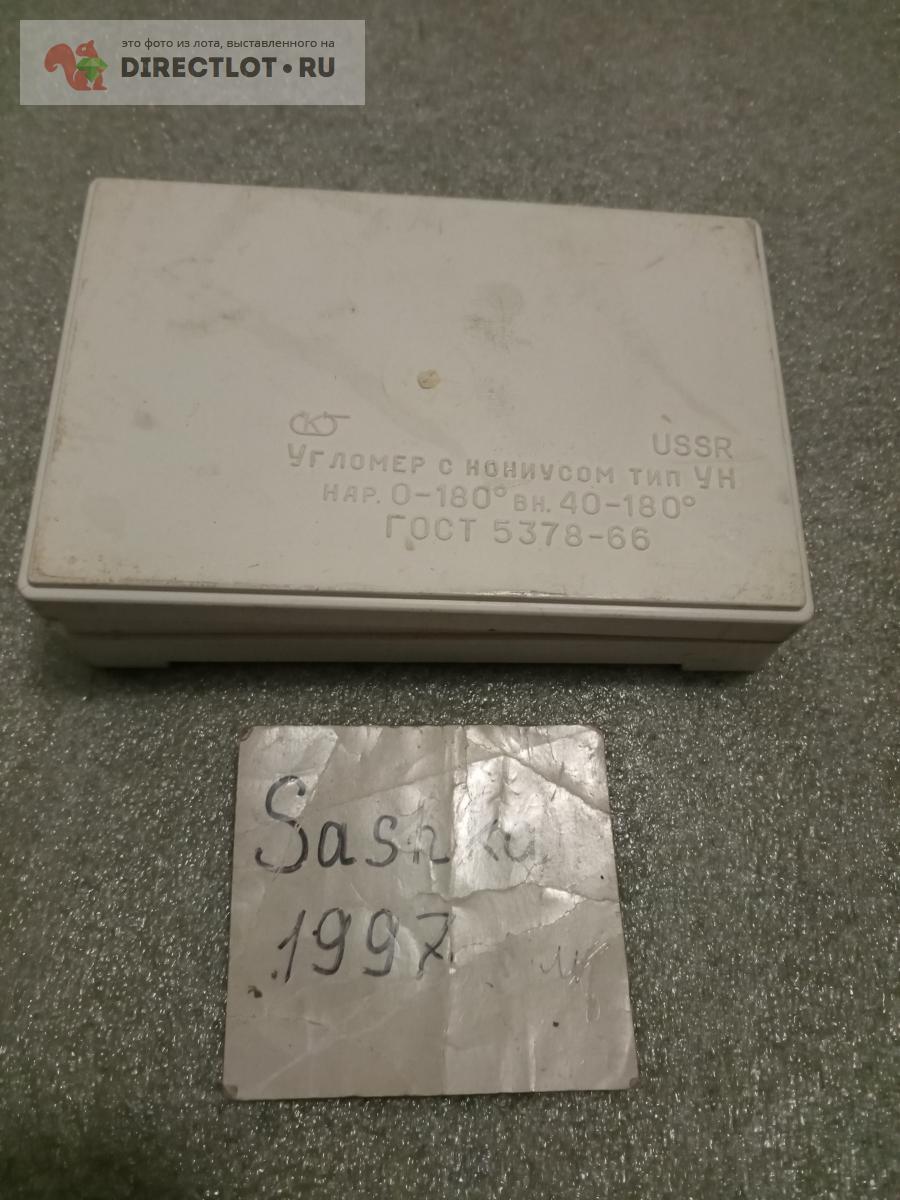 это фото из лота, выставленного на
DIRECTLOT•RU
USSR
Угломер с нониусом тип УН
нар. 0-180° вн. 40-180°
ГОСТ 5378-66
1997